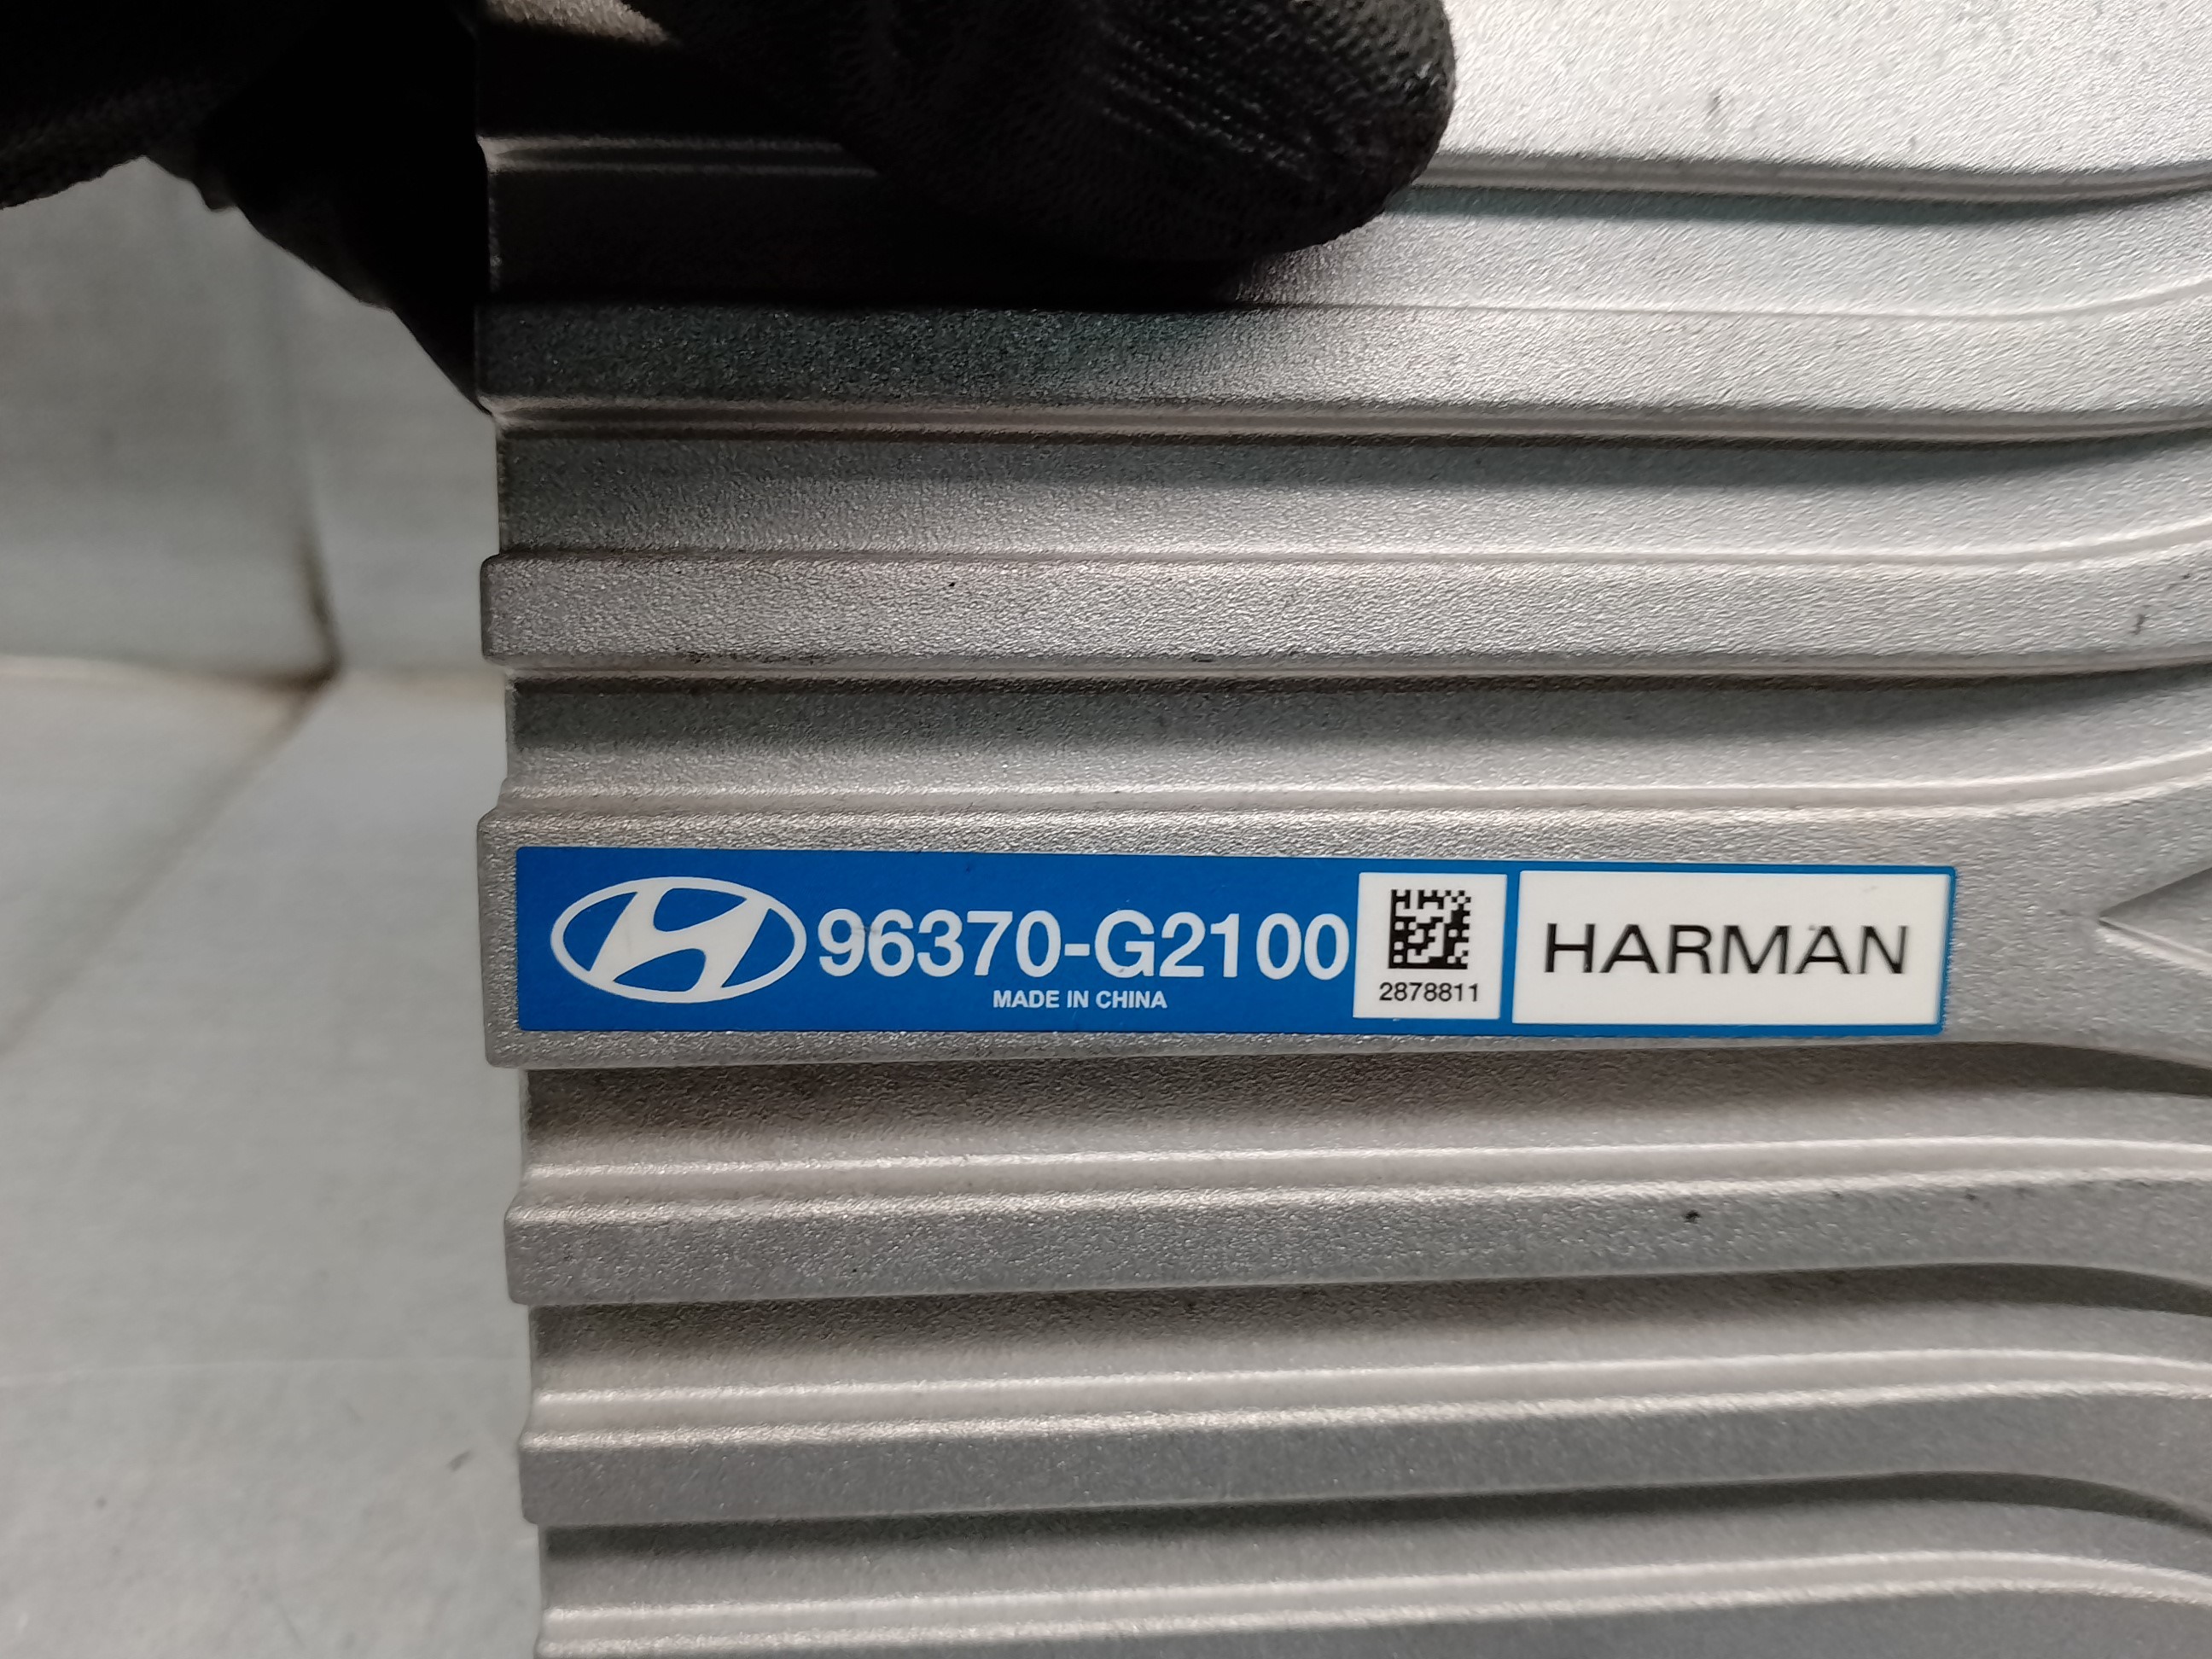 96370-G2100
MADE IN CHINA
2878811
HARMAN